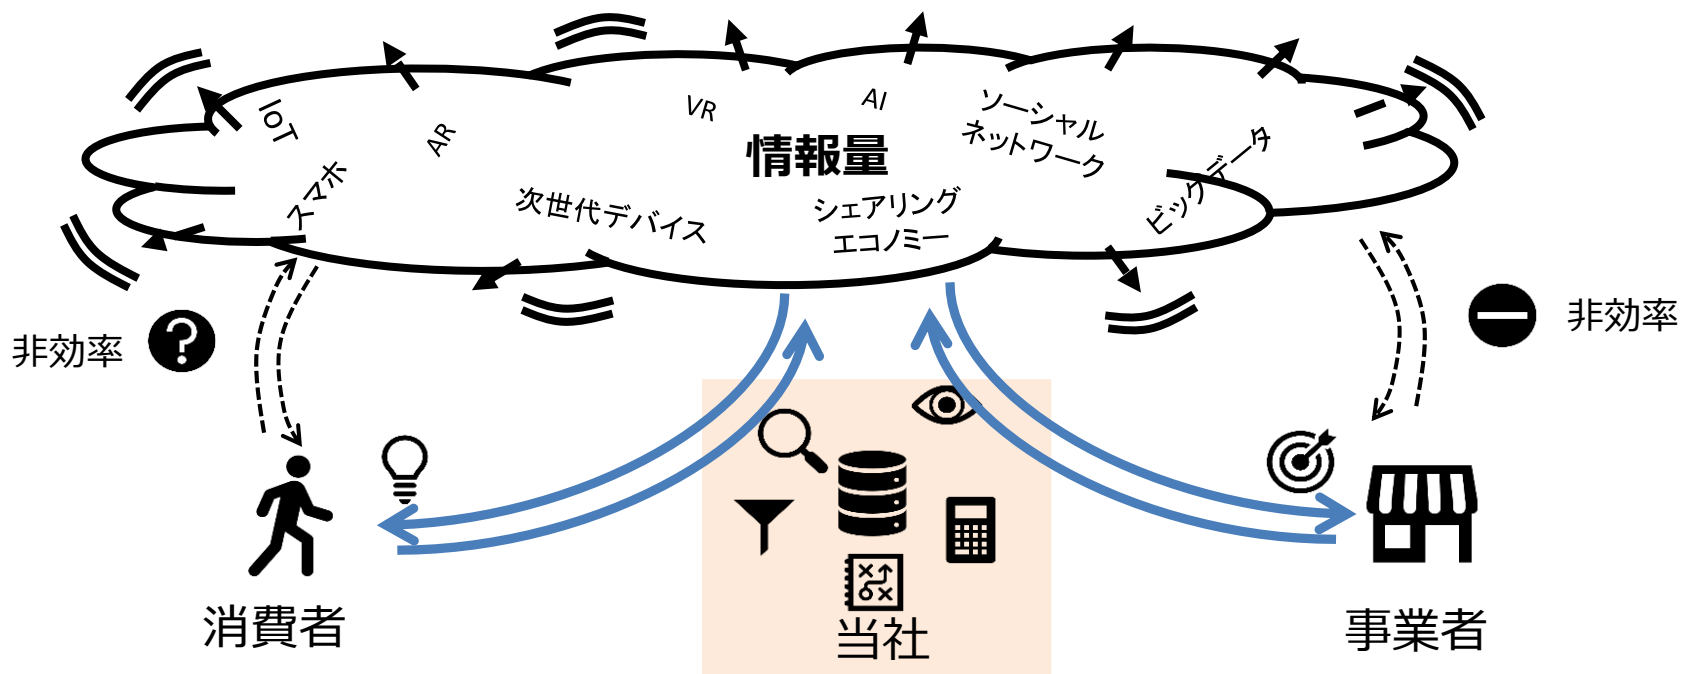 IoT
スマホ
AR
VR
AI
ソーシャル
ネットワーク
情報量
次世代デバイス
シェアリング
エコノミー
ビックデータ
非効率
非効率
消費者
当社
事業者